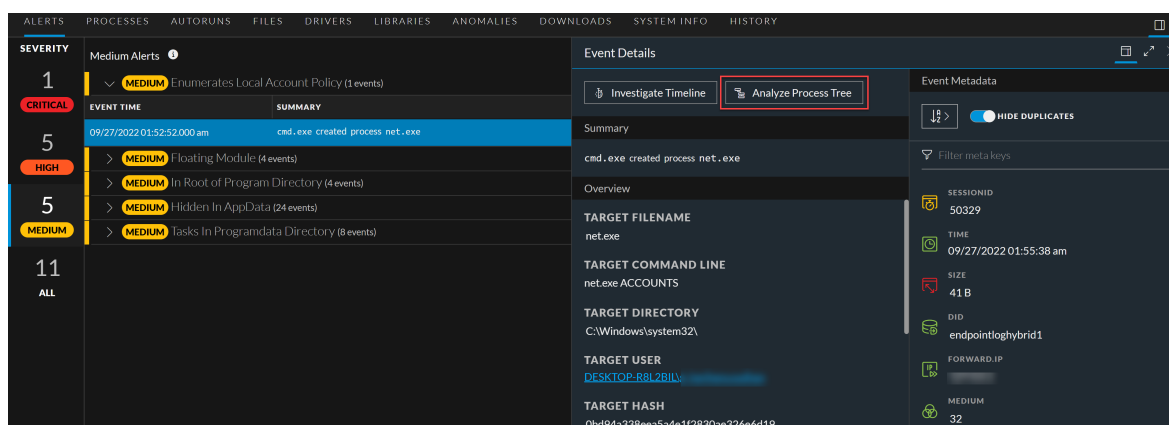 ALERTS PROCESSES AUTORUNS FILES DRIVERS LIBRARIES ANOMALIES DOWNLOADS SYSTEM INFO HISTORY
SEVERITY
1
CRITICAL
5
HIGH
5
MEDIUM
11
ALL
Medium Alerts
MEDIUM Enumerates Local Account Policy (1 events)
EVENT TIME SUMMARY
09/27/2022 01:52:52.000 am cmd.exe created process net.exe
MEDIUM Floating Module (4 events)
MEDIUM In Root of Program Directory (4 events)
MEDIUM Hidden In AppData (24 events)
MEDIUM Tasks In Programdata Directory (8 events)
Event Details
Investigate Timeline Analyze Process Tree
Summary
cmd.exe created process net.exe
Overview
TARGET FILENAME
net.exe
TARGET COMMAND LINE
net.exe ACCOUNTS
TARGET DIRECTORY
C:\Windows\system32\
TARGET USER
DESKTOP-R8L2BIL\
TARGET HASH
Event Metadata
HIDE DUPLICATES
Filter meta keys
SESSIONID
50329
TIME
09/27/2022 01:55:38 am
SIZE
41 B
DID
endpointloghybrid1
FORWARD.IP
MEDIUM
32